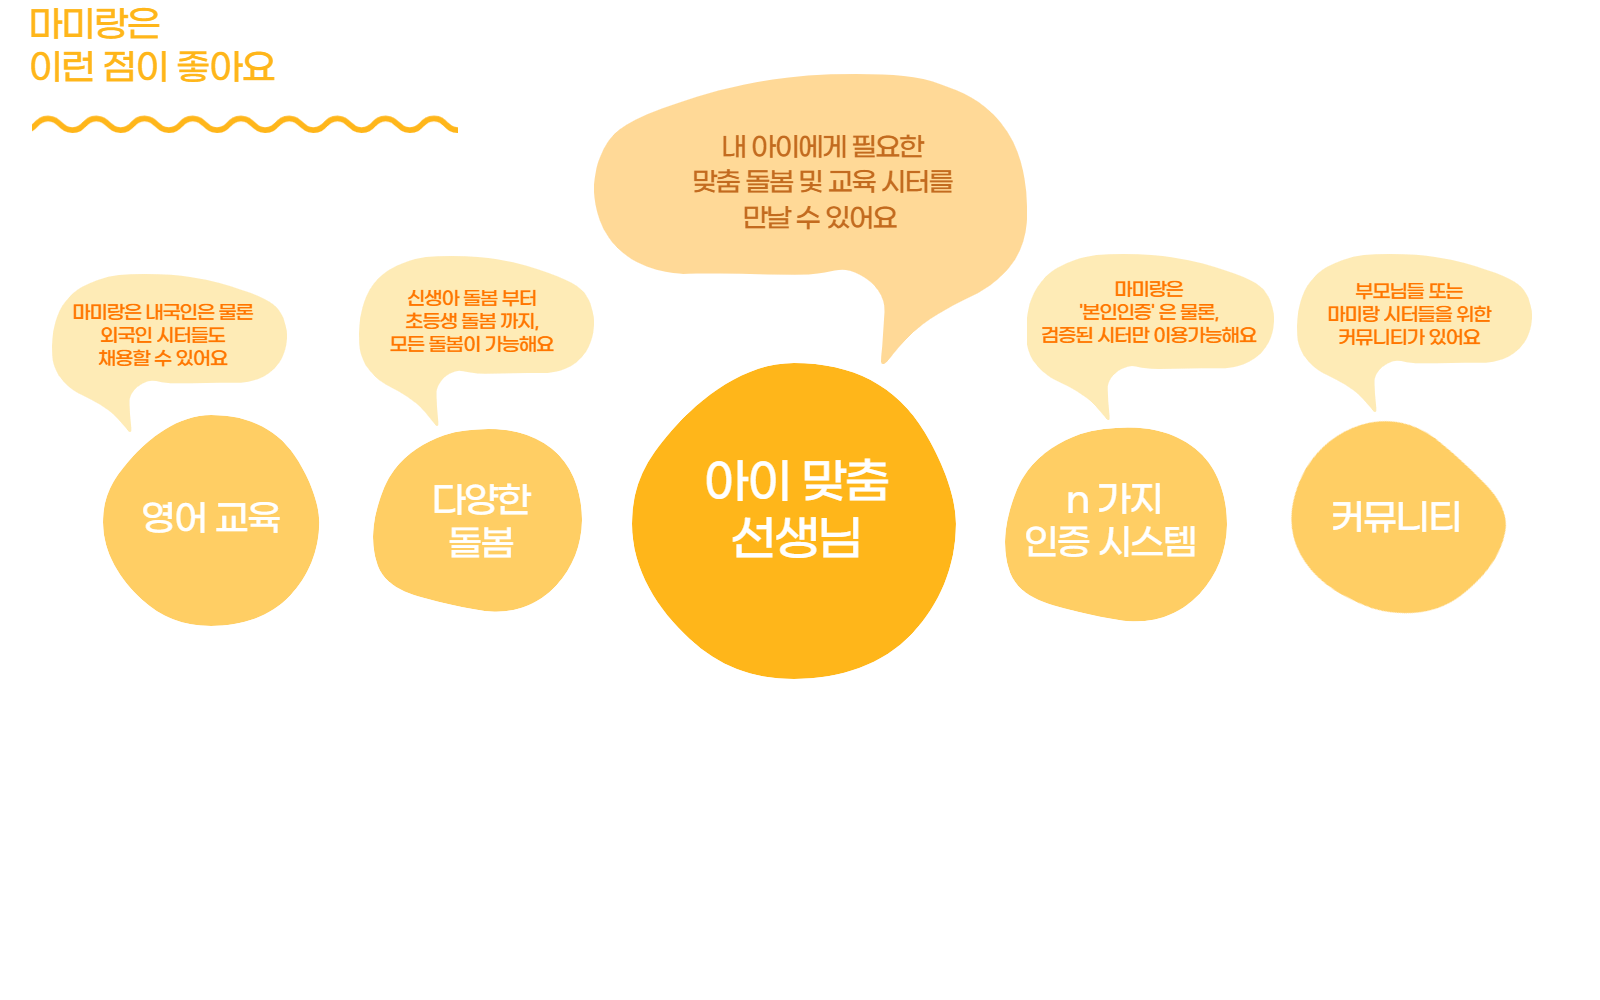 마미랑은
이런 점이 좋아요
내 아이에게 필요한
맞춤 돌봄 및 교육 시터를
만날 수 있어요
마미랑은 내국인은 물론
외국인 시터들도
채용할 수 있어요
신생아 돌봄 부터
초등생 돌봄 까지,
모든 돌봄이 가능해요
마미랑은
'본인인증' 은 물론,
검증된 시터만 이용가능해요
부모님들 또는
마미랑 시터들을 위한
커뮤니티가 있어요
영어 교육
다양한
돌봄
아이 맞춤
선생님
n 가지
인증 시스템
커뮤니티